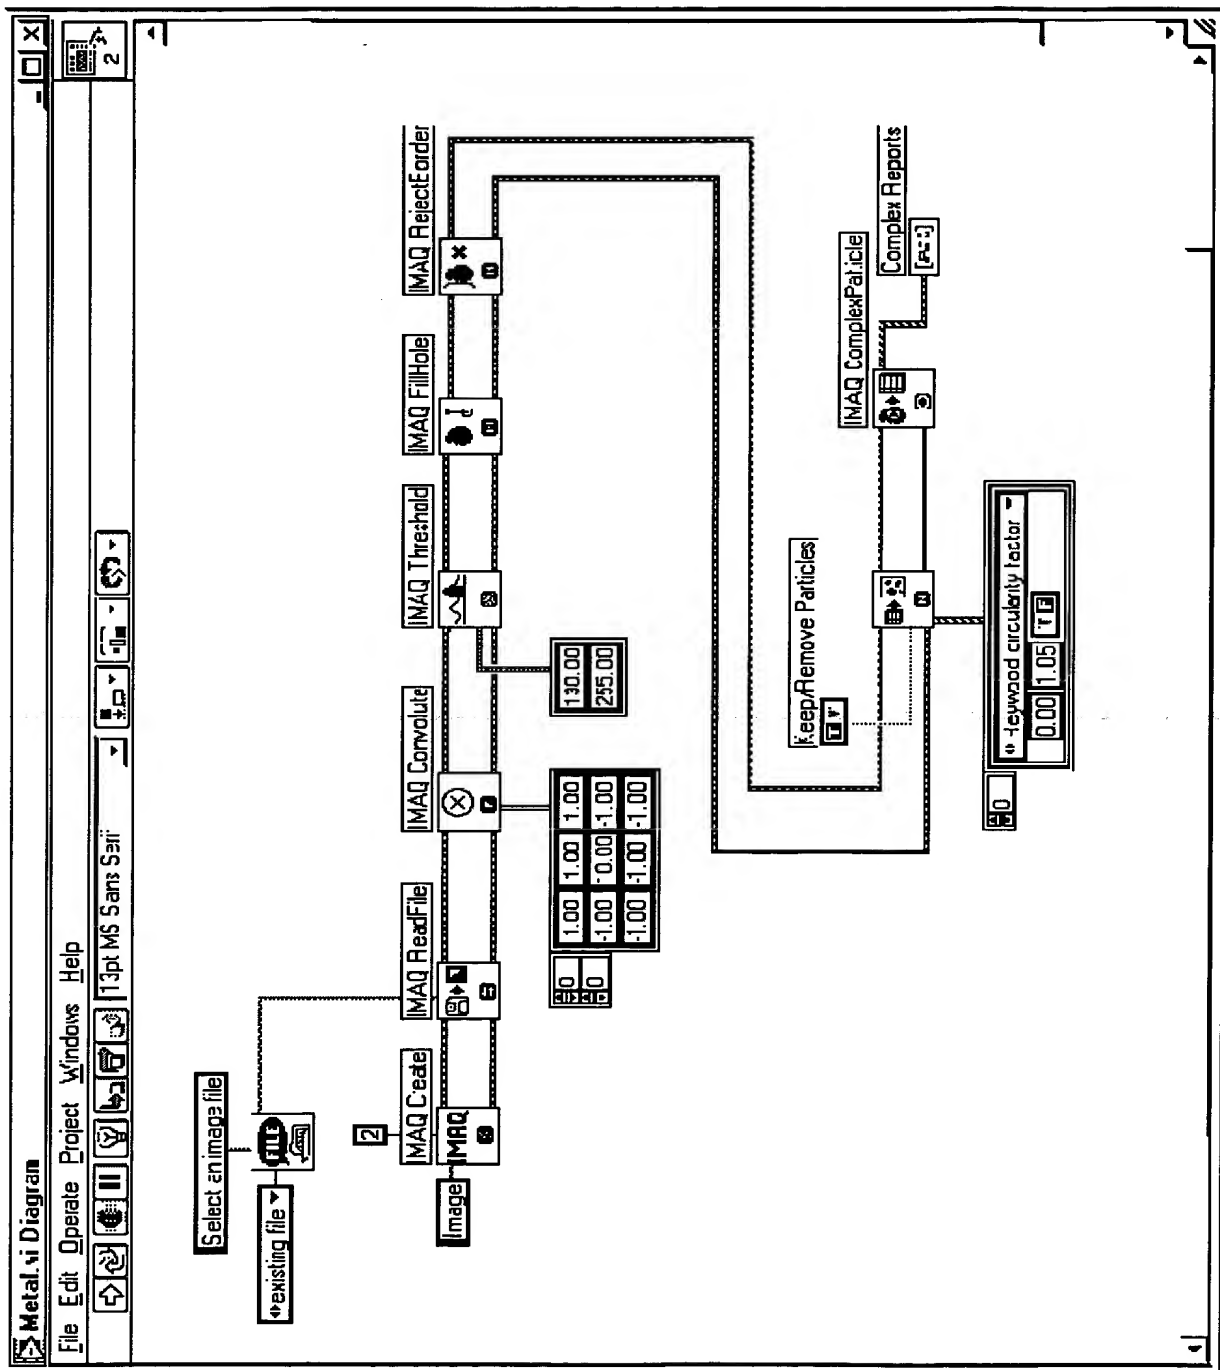 Metal.vi Diagram
File Edit Operate Project Windows Help
13pt MS Sans Serif
2
Select an image file
existing file
2
Image
IMAQ Create
IMAQ ReadFile
IMAQ Convolute
IMAQ Threshold
IMAQ FillHole
IMAQ RejectBorder
IMAQ
FILE
0
0
1.00 1.00 1.00
-1.00 -0.00 -1.00
-1.00 -1.00 -1.00
130.00
255.00
Keep/Remove Particles
T F
IMAQ ComplexParticle
Complex Reports
0
Heywood circularity factor
0.00 1.05 T F